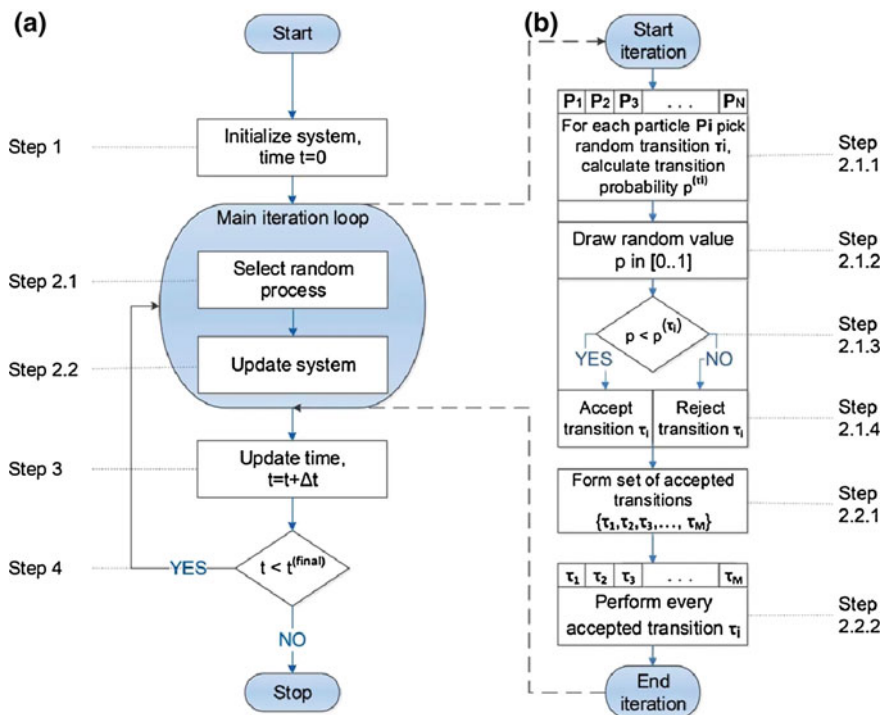 (a)
Start
Step 1
Initialize system,
time t=0
Main iteration loop
Step 2.1
Select random
process
Step 2.2
Update system
Step 3
Update time,
t=t+Δt
Step 4
t < t(final)
YES
NO
Stop
(b)
Start
iteration
P1 P2 P3 . . . PN
For each particle Pi pick
random transition τi,
calculate transition
probability p(τi)
Step
2.1.1
Draw random value
p in [0..1]
Step
2.1.2
p < p(τi)
YES
NO
Step
2.1.3
Accept
transition τi
Reject
transition τi
Step
2.1.4
Form set of accepted
transitions
{τ1,τ2,τ3,..., τM}
Step
2.2.1
τ1 τ2 τ3 . . . τM
Perform every
accepted transition τi
Step
2.2.2
End
iteration